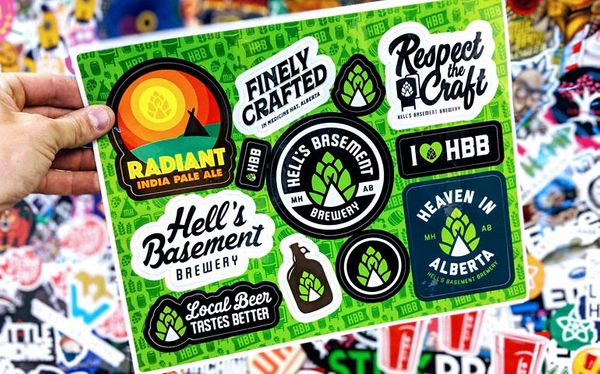 HBB
RADIANT
INDIA PALE ALE
FINELY
CRAFTED
IN MEDICINE HAT, ALBERTA
Respect
the
Craft
HELL'S BASEMENT BREWERY
HBB
HELL'S BASEMENT
MH AB
BREWERY
I HBB
Hell's
Basement
BREWERY
HEAVEN IN
MH AB
ALBERTA
HELL'S BASEMENT BREWERY
Local Beer
TASTES BETTER